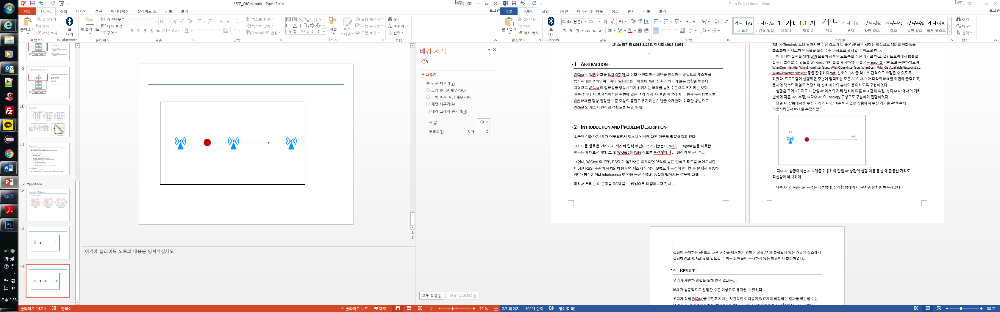 15조_WiGest.pptx - PowerPoint
로그인
파일
HOME
삽입
디자인
전환
애니메이션
슬라이드 쇼
검토
보기
붙여넣기
잘라내기
복사
서식 복사
클립보드
보내기
Bluetooth
새 슬라이드
레이아웃
다시 설정
구역
슬라이드
18
글꼴
텍스트 방향
텍스트 맞춤
SmartArt로 변환
단락
정렬
빠른 스타일
도형 채우기
도형 윤곽선
도형 효과
그리기
찾기
바꾸기
선택
편집
9
10
11
Appendix
12
13
14
여기에 슬라이드 노트의 내용을 입력하십시오
배경 서식
채우기
단색 채우기(S)
그라데이션 채우기(G)
그림 또는 질감 채우기(P)
패턴 채우기(A)
배경 그래픽 숨기기(H)
색(C)
투명도(T)
0 %
모두 적용(L)
배경 원래대로(B)
슬라이드 14/14
한국어
슬라이드 노트
메모
75 %
KO
가 漢
오후 2:38
Term Project.docx - Word
로그인
파일
HOME
삽입
디자인
페이지 레이아웃
참조
편지
검토
보기
붙여넣기
잘라내기
복사
서식 복사
클립보드
보내기
Bluetooth
Calibri(본문)
11
글꼴
단락
표준
간격 없음
제목 1
제목 2
제목
부제
약한 강조
강조
강한 강조
굵은 텍스트
스타일
찾기
바꾸기
선택
편집
15 조: 최찬희 (2015-21273), 이지화 (2015-31051)
1 ABSTRACTION
WiGest 는 WiFi 신호를 트래킹하여 그 신호가 변화하는 패턴을 인식하는 방법으로 제스처를
탐지해내는 프레임워크이다. WiGest 는 ... 때문에, WiFi 신호의 세기에 많은 영향을 받는다.
그러므로 WiGest 의 정확성을 향상시키기 위해서는 RSSI 를 높은 수준으로 유지하는 것이
필수적이다. 이 보고서에서는 주변에 있는 여러 개의 AP 들을 파악하여 .... 활용하는 방법으로
WiFi RSSI 를 항상 일정한 수준 이상의 품질로 유지하는 기법을 소개한다. 이러한 방법으로
WiGest 의 제스처 인식의 정확도를 높일 수 있다.
2 INTRODUCTION AND PROBLEM DESCRIPTION
최근에 여러가지 UI 가 연구되면서 제스쳐 인식에 대한 연구도 활발해지고 있다.
COTS 를 활용한 여러가지 제스쳐 인식 방법이 소개되었는데, WiFi, ... signal 들을 이용한
연구들이 대표적이다. 그 중 WiGest 는 WiFi 신호를 트래킹하여 ... 최신의 연구이다.
그런데, WiGest 의 경우, RSSI 가 일정수준 이상이면 95%의 높은 인식 정확도를 보여주지만,
이러한 RSSI 수준이 유지되지 않으면 제스쳐 인식의 정확도가 급격히 떨어지는 문제점이 있다.
AP 가 많아지거나 interference 로 인해 무선 신호의 품질이 떨어지는 경우에 대해 ....
따라서 우리는 이 문제를 RSSI 를 ... 방법으로 해결하고자 한다.
RSSI 가 Threshold 보다 낮아지면 수신 감도가 더 좋은 AP 를 선택하는 방식으로 RSSI 의 변화폭을
최소화하여 제스저 인식률을 특정 수준 이상으로 유지할 수 있도록 한다.
이에 대한 실험을 위해 WiFi 모듈이 장착된 노트북을 수신 기기로 하고, 실험노트북에서 RSSI 를
실시간 측정할 수 있도록 Windows 기반 툴을 제작하였다. 툴은 wlanapi 를 기반으로 구현하였으며
WlanOpenHandle, WlanEnumInterfaces, WlanQueryInterface, WlanScan, WlanGetAvailableNetworkList,
WlanGetNetworkBssList 등을 활용하여 WiFi 신호의 RSSI 를 약 1 초 간격으로 측정할 수 있도록
하였다. 프로그램이 실행되면 주변에 탐색되는 모든 AP 의 SSID 와 각각의 RSSI 를 화면에 출력하고,
동시에 텍스트 파일로 저장하여 신호 세기의 분석이 용이하도록 구현하였다.
실험은 크게 3 가지로 1) 단일 AP 에서의 거리 변화에 따른 RSSI 감쇄 측정, 2) 다수 AP 에서의 거리
변화에 따른 RSSI 측정, 3) 다수 AP 의 Topology 구성으로 구분하여 진행하였다.
단일 AP 상황에서는 수신 기기와 AP 간 마주보고 있는 상황에서 수신 기기를 AP 로부터
이동시키면서 RSSI 를 측정하였다.
다수 AP 상황에서는 AP 3 개를 이용하여 단일 AP 상황의 실험 이동 동선 에 균등한 거리로
직선상에 배치하여
다수 AP 의 Topology 구성은 직선형태, 삼각형 형태에 대하여 위 실험을 반복하였다.
실험에 관여하는 AP 외의 다른 변수를 제거하기 위하여 공용 AP 가 측정되지 않는 개방된 장소에서
실험하였으며, Fading 을 일으킬 수 있는 장애물이 존재하지 않는 환경에서 측정하였다.
4 RESULT
우리가 제안한 방법을 통해 얻은 결과는...
RSSI 가 성공적으로 일정한 수준 이상으로 유지될 수 있었다.
우리가 직접 WiGest 를 구현하기에는 시간적인 어려움이 있었기에 직접적인 결과를 확인할 수는
2/3 페이지
502개 단어
영어(미국)
80 %